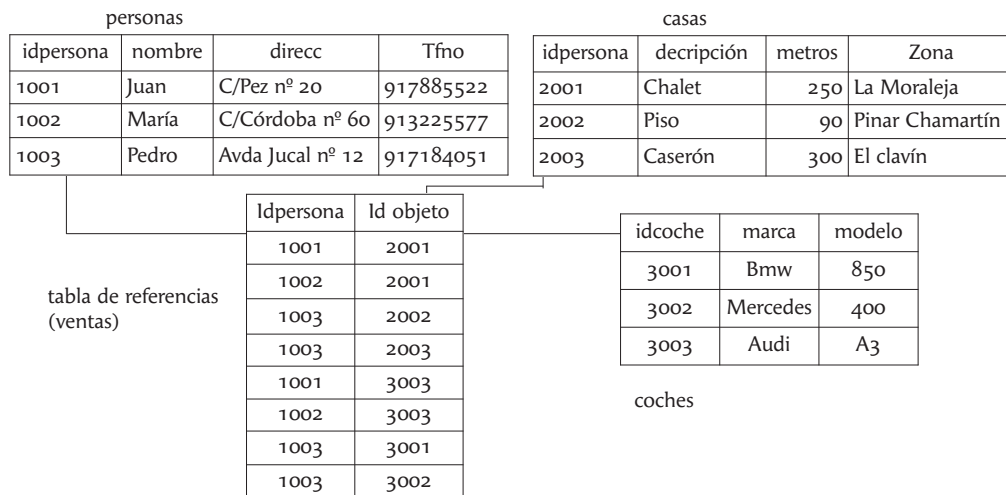 personas
idpersona nombre direcc Tfno
1001 Juan C/Pez nº 20 917885522
1002 María C/Córdoba nº 60 913225577
1003 Pedro Avda Jucal nº 12 917184051
casas
idpersona decripción metros Zona
2001 Chalet 250 La Moraleja
2002 Piso 90 Pinar Chamartín
2003 Caserón 300 El clavín
Idpersona Id objeto
1001 2001
1002 2001
1003 2002
1003 2003
1001 3003
1002 3003
1003 3001
1003 3002
tabla de referencias
(ventas)
idcoche marca modelo
3001 Bmw 850
3002 Mercedes 400
3003 Audi A3
coches